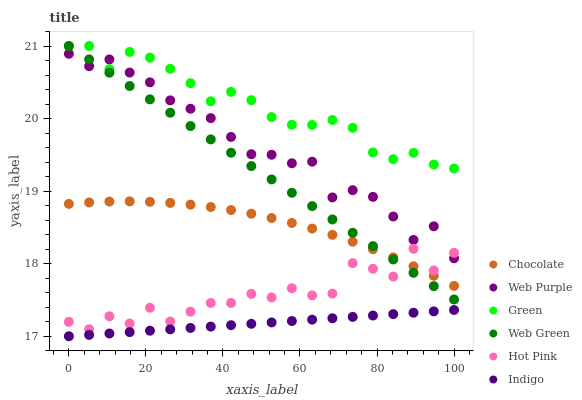 title
21
20
19
18
17
0
20
40
60
80
100
yaxis_label
xaxis_label
Chocolate
Web Purple
Green
Web Green
Hot Pink
Indigo